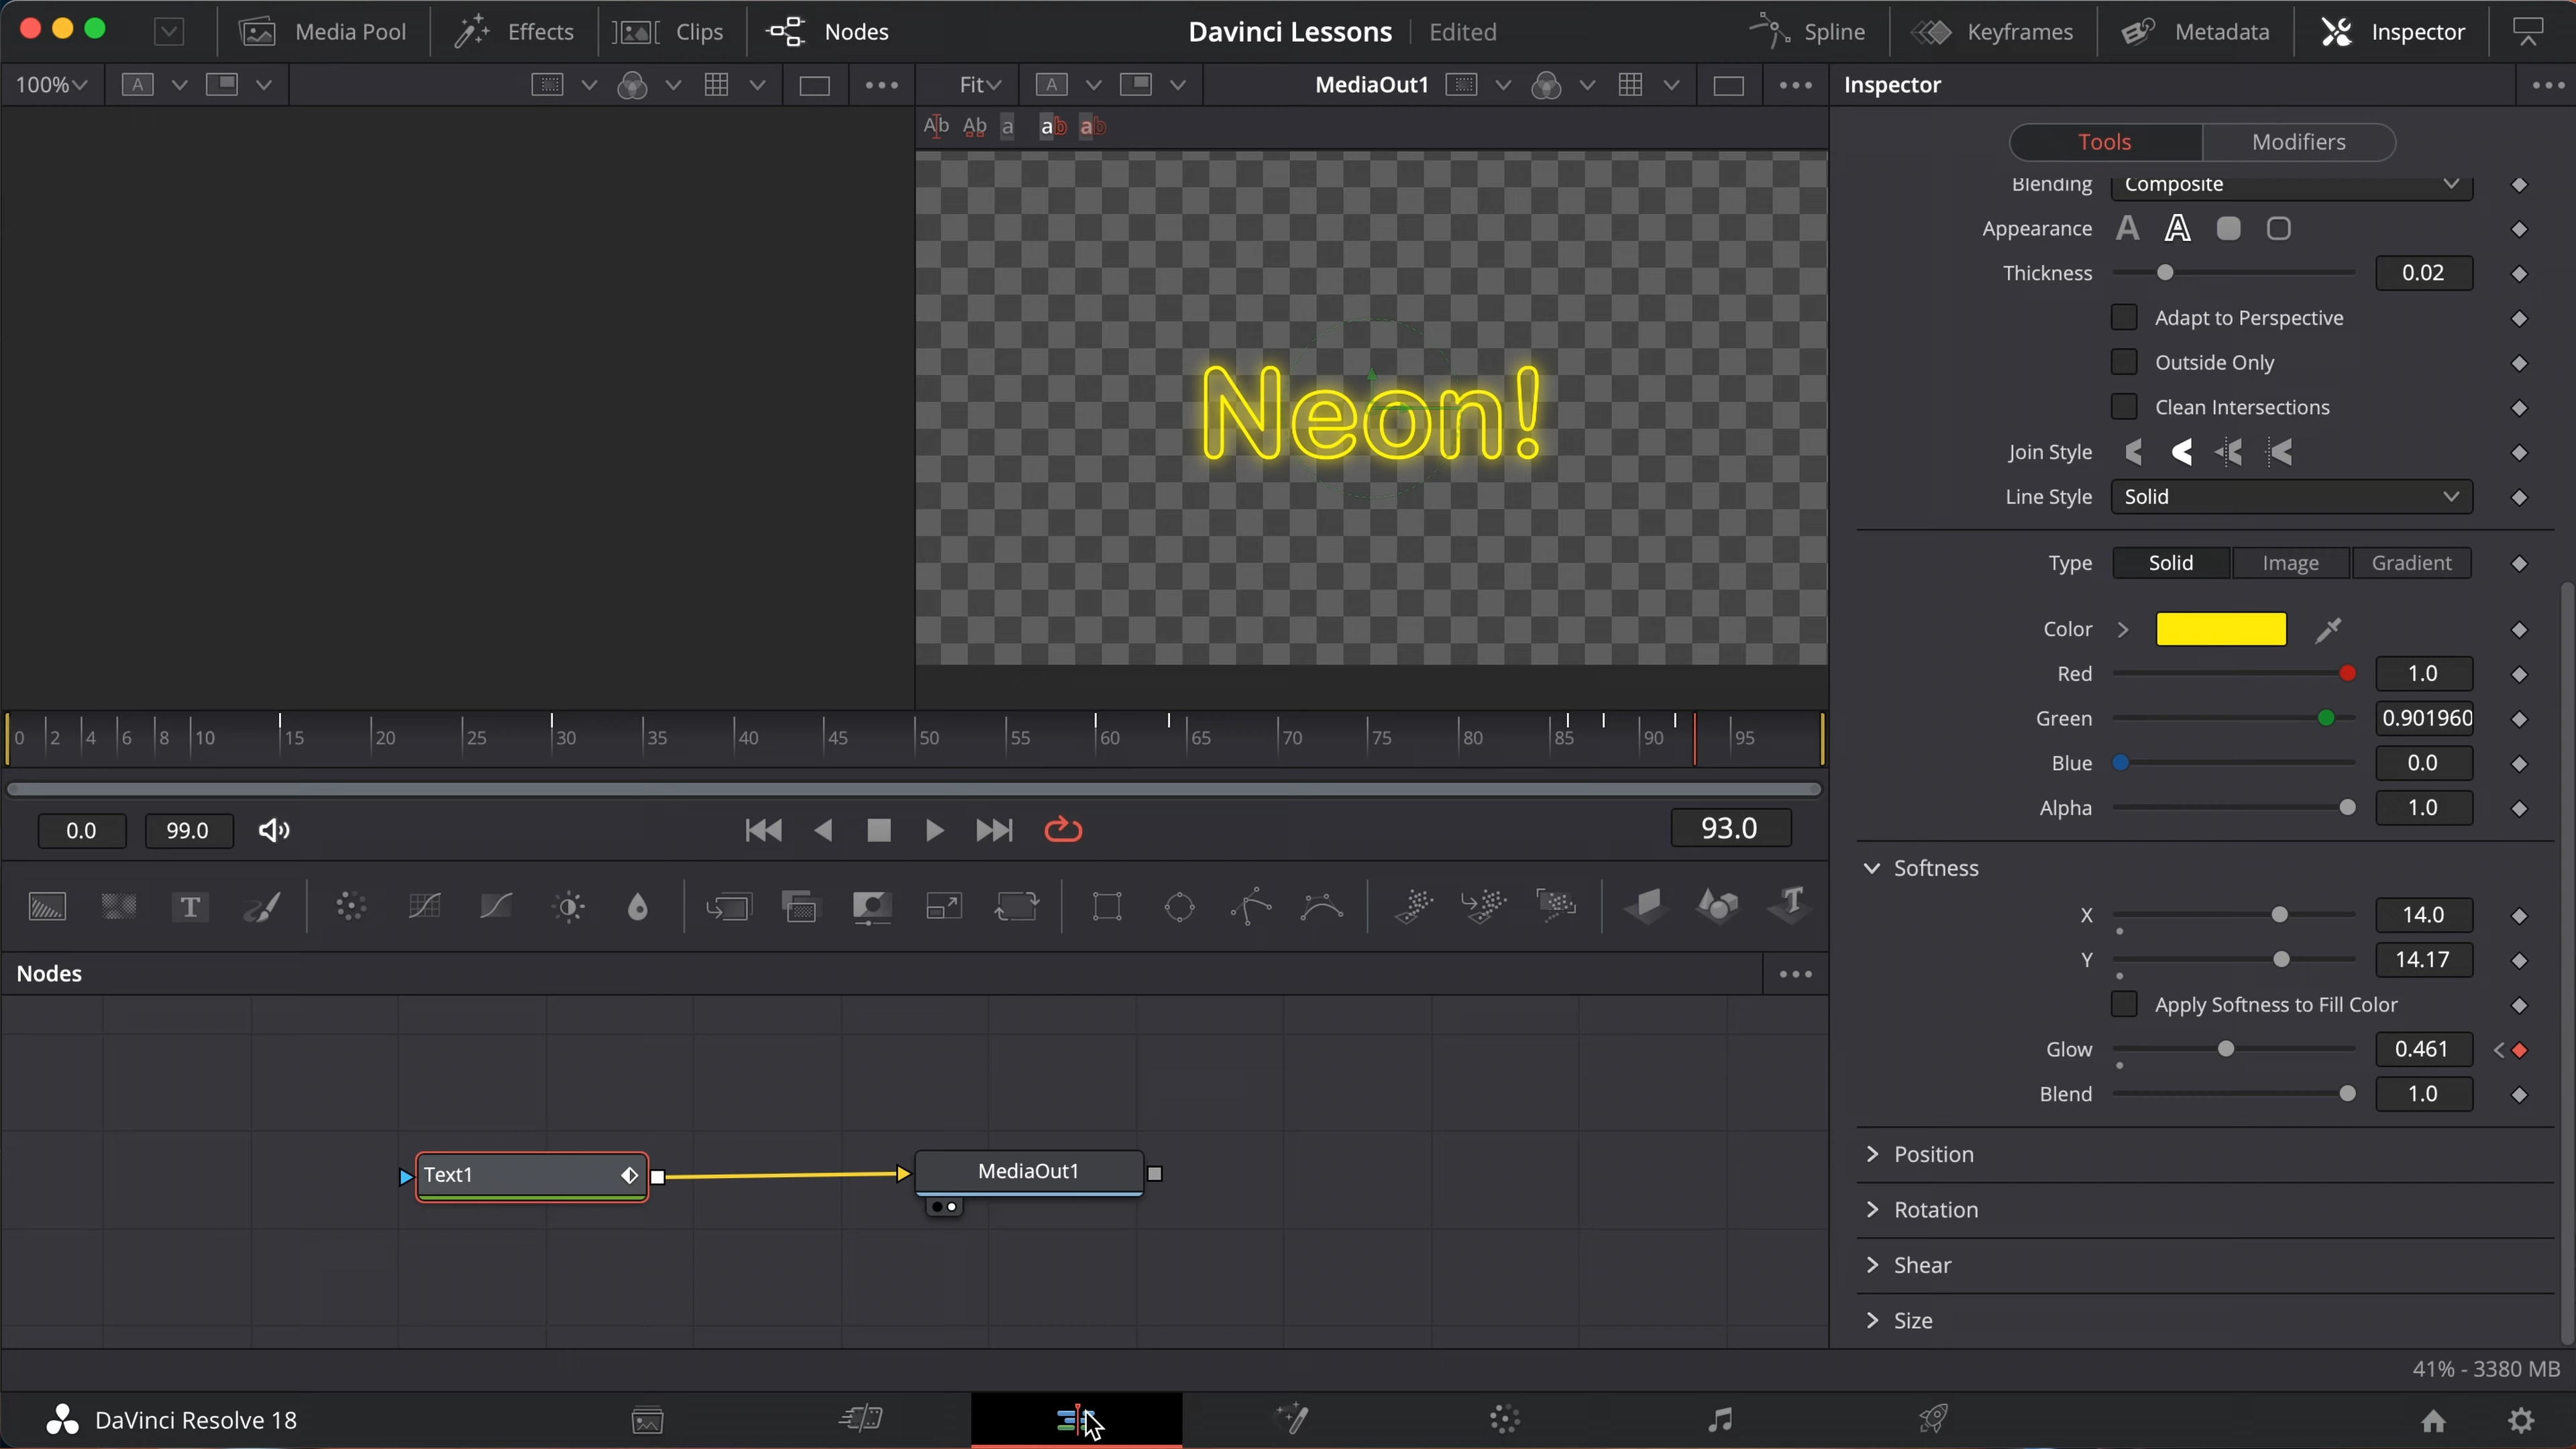 Media Pool Effects Clips Nodes Davinci Lessons Edited Spline Keyframes Metadata Inspector
100% A Fit A MediaOut1 Inspector
Ab Ab a ab ab
Tools Modifiers
Blending Composite
Appearance A A
Thickness 0.02
Adapt to Perspective
Outside Only
Clean Intersections
Join Style
Line Style Solid
Neon!
Type Solid Image Gradient
Color
Red 1.0
Green 0.901960
Blue 0.0
Alpha 1.0
0 2 4 6 8 10 15 20 25 30 35 40 45 50 55 60 65 70 75 80 85 90 95
0.0 99.0 93.0
T T
Softness
X 14.0
Y 14.17
Apply Softness to Fill Color
Glow 0.461
Blend 1.0
Nodes
Text1 MediaOut1
Position
Rotation
Shear
Size
41% - 3380 MB
DaVinci Resolve 18